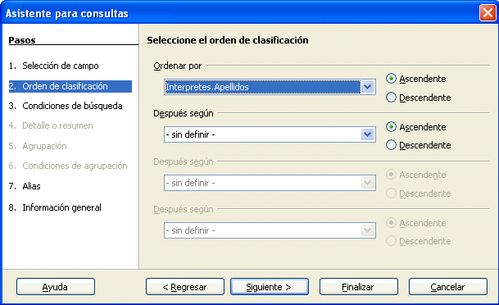 Asistente para consultas
Pasos
1. Selección de campo
2. Orden de clasificación
3. Condiciones de búsqueda
4. Detalle o resumen
5. Agrupación
6. Condiciones de agrupación
7. Alias
8. Información general
Seleccione el orden de clasificación
Ordenar por
Interpretes.Apellidos
Ascendente
Descendente
Después según
- sin definir -
Ascendente
Descendente
Después según
- sin definir -
Ascendente
Descendente
Después según
- sin definir -
Ascendente
Descendente
Ayuda
< Regresar
Siguiente >
Finalizar
Cancelar